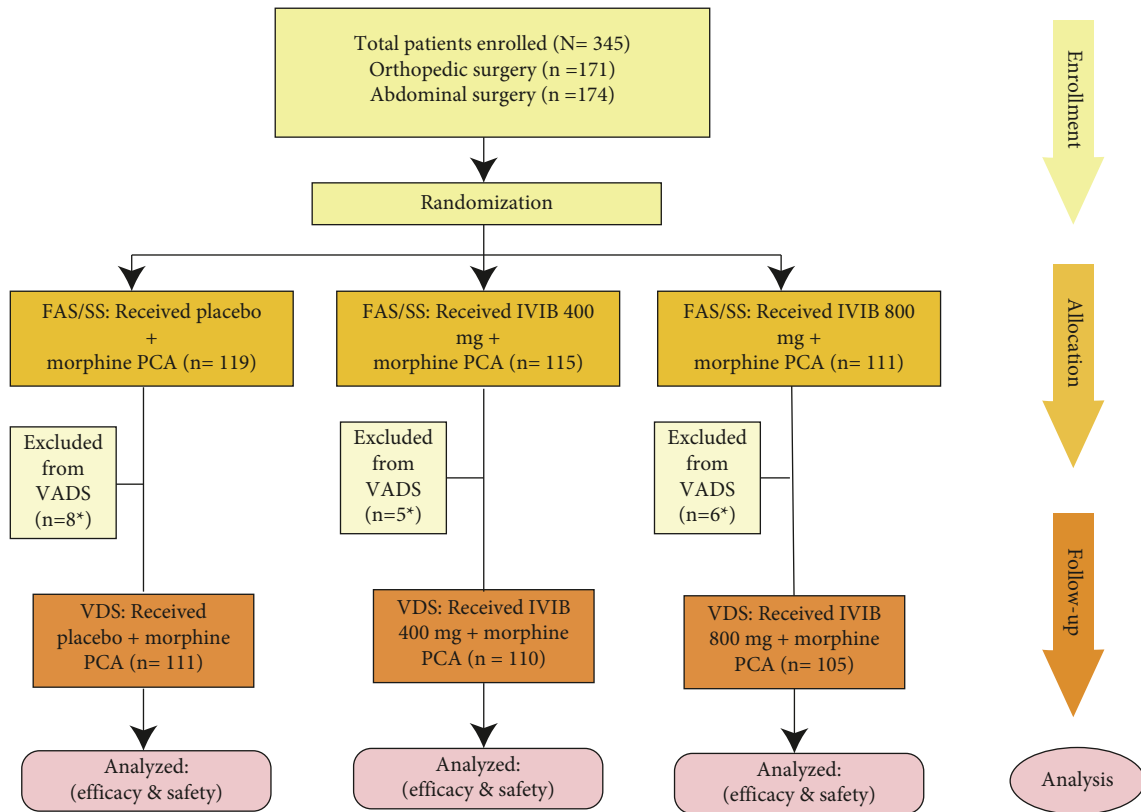 Total patients enrolled (N= 345)
Orthopedic surgery (n =171)
Abdominal surgery (n =174)
Randomization
FAS/SS: Received placebo
+
morphine PCA (n= 119)
FAS/SS: Received IVIB 400
mg +
morphine PCA (n= 115)
FAS/SS: Received IVIB 800
mg +
morphine PCA (n= 111)
Excluded
from
VADS
(n=8*)
Excluded
from
VADS
(n=5*)
Excluded
from
VADS
(n=6*)
VDS: Received
placebo + morphine
PCA (n= 111)
VDS: Received IVIB
400 mg + morphine
PCA (n = 110)
VDS: Received IVIB
800 mg + morphine
PCA (n= 105)
Analyzed:
(efficacy & safety)
Analyzed:
(efficacy & safety)
Analyzed:
(efficacy & safety)
Enrollment
Allocation
Follow-up
Analysis